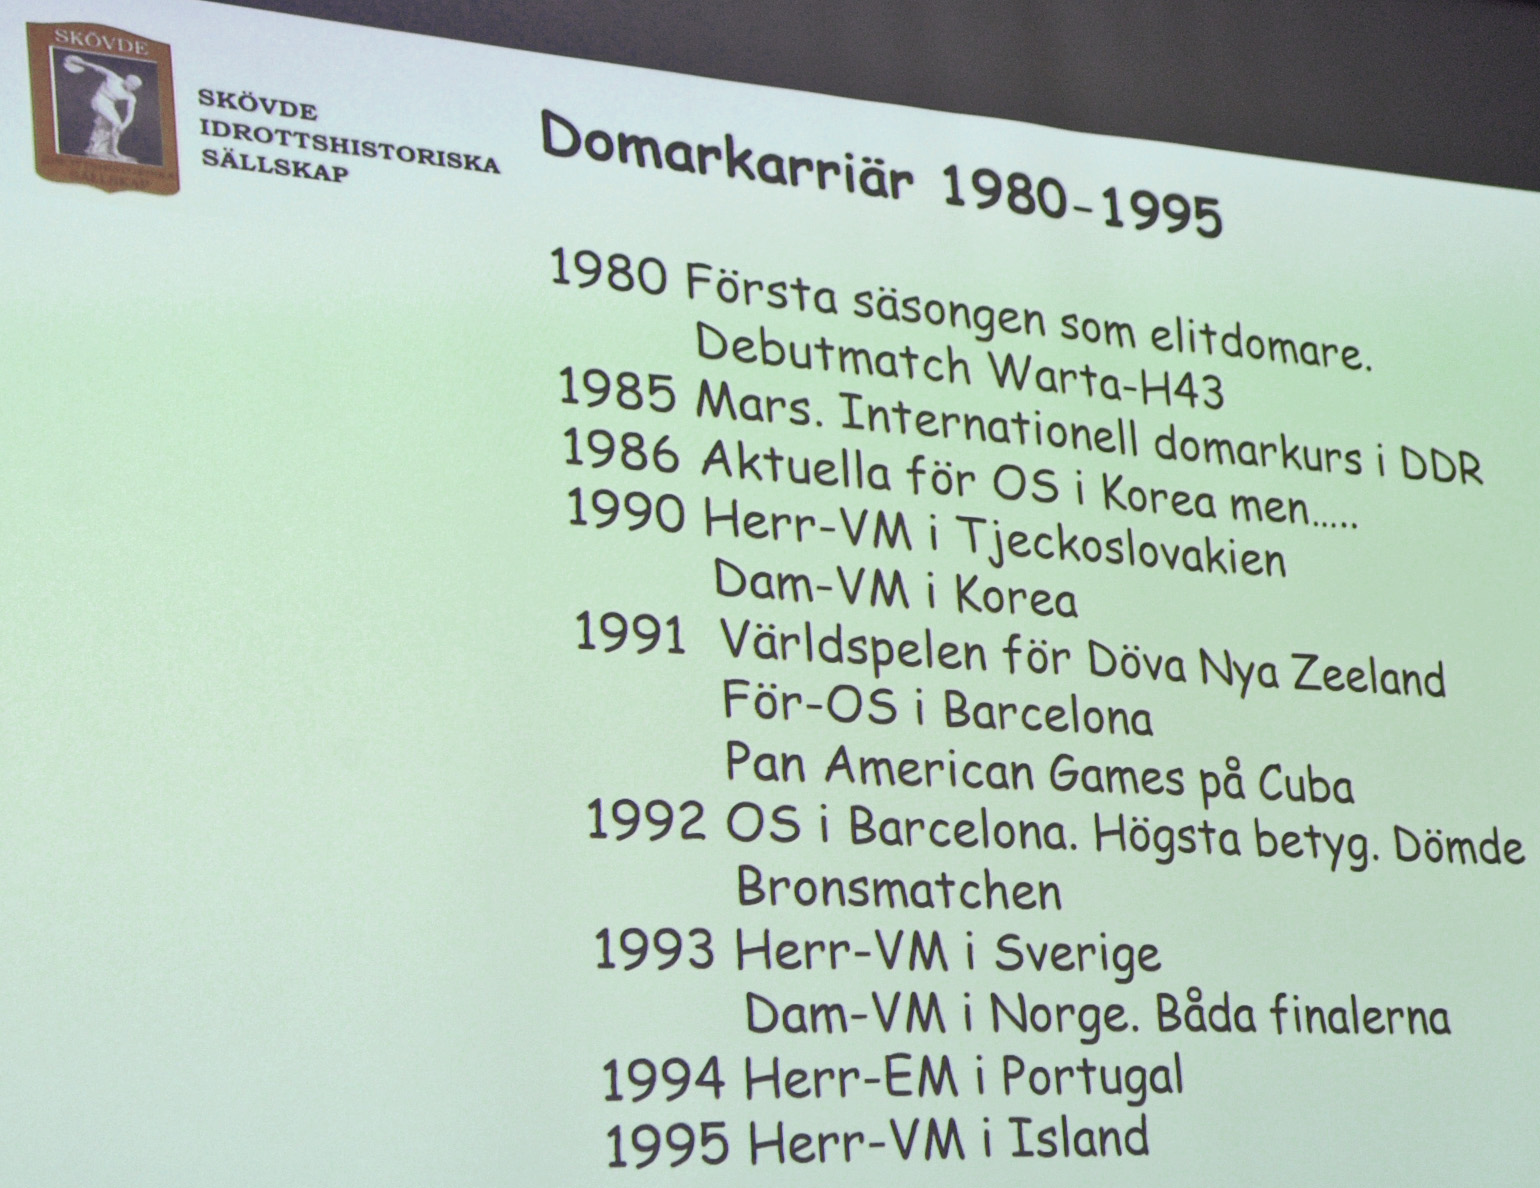 SKÖVDE
SKÖVDE
IDROTTSHISTORISKA
SÄLLSKAP
Domarkarriär 1980-1995
1980 Första säsongen som elitdomare.
Debutmatch Warta-H43
1985 Mars. Internationell domarkurs i DDR
1986 Aktuella för OS i Korea men.....
1990 Herr-VM i Tjeckoslovakien
Dam-VM i Korea
1991 Världspelen för Döva Nya Zeeland
För-OS i Barcelona
Pan American Games på Cuba
1992 OS i Barcelona. Högsta betyg. Dömde
Bronsmatchen
1993 Herr-VM i Sverige
Dam-VM i Norge. Båda finalerna
1994 Herr-EM i Portugal
1995 Herr-VM i Island